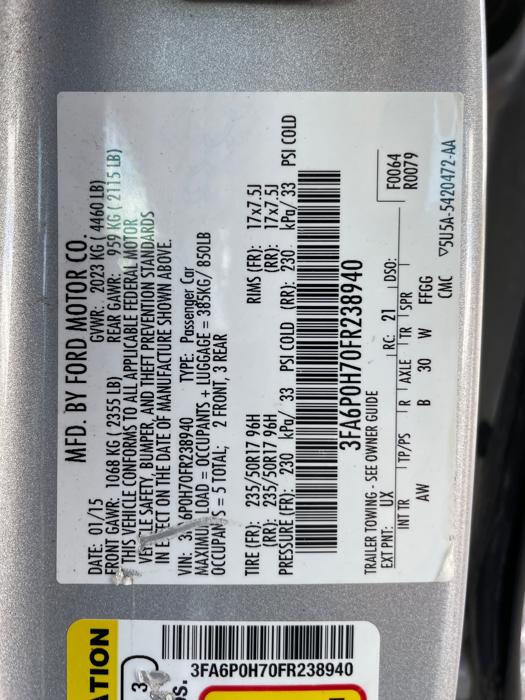 MFD. BY FORD MOTOR CO.
DATE: 01/15 GVWR: 2023 KG ( 4460 LB)
FRONT GAWR: 1068 KG ( 2355 LB) REAR GAWR: 959 KG ( 2115 LB)
THIS VEHICLE CONFORMS TO ALL APPLICABLE FEDERAL MOTOR
VEHICLE SAFETY, BUMPER, AND THEFT PREVENTION STANDARDS
IN EFFECT ON THE DATE OF MANUFACTURE SHOWN ABOVE.
VIN: 3FA6P0H70FR238940 TYPE: Passenger Car
MAXIMUM LOAD = OCCUPANTS + LUGGAGE = 385KG/ 850LB
OCCUPANTS = 5 TOTAL: 2 FRONT, 3 REAR
TIRE (FR): 235/50R17 96H RIMS (FR): 17x7.5J
(RR): 235/50R17 96H (RR): 17x7.5J
PRESSURE (FR): 230 kPa/ 33 PSI COLD (RR): 230 kPa/ 33 PSI COLD
3FA6P0H70FR238940
TRAILER TOWING - SEE OWNER GUIDE
F0064
R0079
EXT PNT: UX RC: 21 DSO:
INT TR TP/PS R AXLE TR SPR
AW B 30 W FFGG
CMC ▽5U5A-5420472-AA
3FA6P0H70FR238940